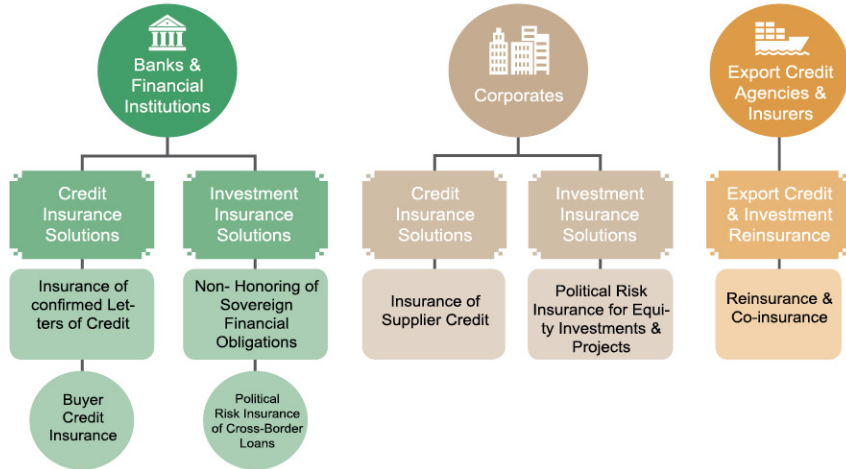 Banks &
Financial
Institutions
Corporates
Export Credit
Agencies &
Insurers
Credit
Insurance
Solutions
Investment
Insurance
Solutions
Credit
Insurance
Solutions
Investment
Insurance
Solutions
Export Credit
& Investment
Reinsurance
Insurance of
confirmed Let-
ters of Credit
Non- Honoring of
Sovereign
Financial
Obligations
Insurance of
Supplier Credit
Political Risk
Insurance for Equi-
ty Investments &
Projects
Reinsurance &
Co-insurance
Buyer
Credit
Insurance
Political
Risk Insurance
of Cross-Border
Loans